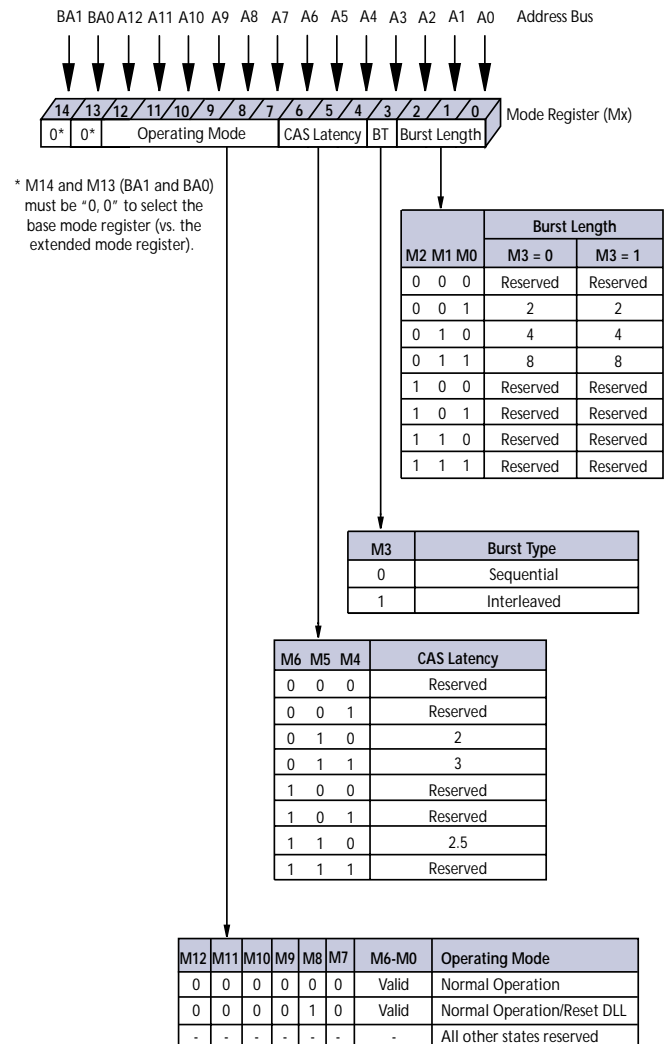 BA1 BA0 A12 A11 A10 A9 A8 A7 A6 A5 A4 A3 A2 A1 A0 Address Bus
14 13 12 11 10 9 8 7 6 5 4 3 2 1 0 Mode Register (Mx)
0* 0* Operating Mode CAS Latency BT Burst Length
* M14 and M13 (BA1 and BA0)
must be "0, 0" to select the
base mode register (vs. the
extended mode register).
Burst Length
M2 M1 M0 M3 = 0 M3 = 1
0 0 0 Reserved Reserved
0 0 1 2 2
0 1 0 4 4
0 1 1 8 8
1 0 0 Reserved Reserved
1 0 1 Reserved Reserved
1 1 0 Reserved Reserved
1 1 1 Reserved Reserved
M3 Burst Type
0 Sequential
1 Interleaved
M6 M5 M4 CAS Latency
0 0 0 Reserved
0 0 1 Reserved
0 1 0 2
0 1 1 3
1 0 0 Reserved
1 0 1 Reserved
1 1 0 2.5
1 1 1 Reserved
M12 M11 M10 M9 M8 M7 M6-M0 Operating Mode
0 0 0 0 0 0 Valid Normal Operation
0 0 0 0 1 0 Valid Normal Operation/Reset DLL
- - - - - - - All other states reserved